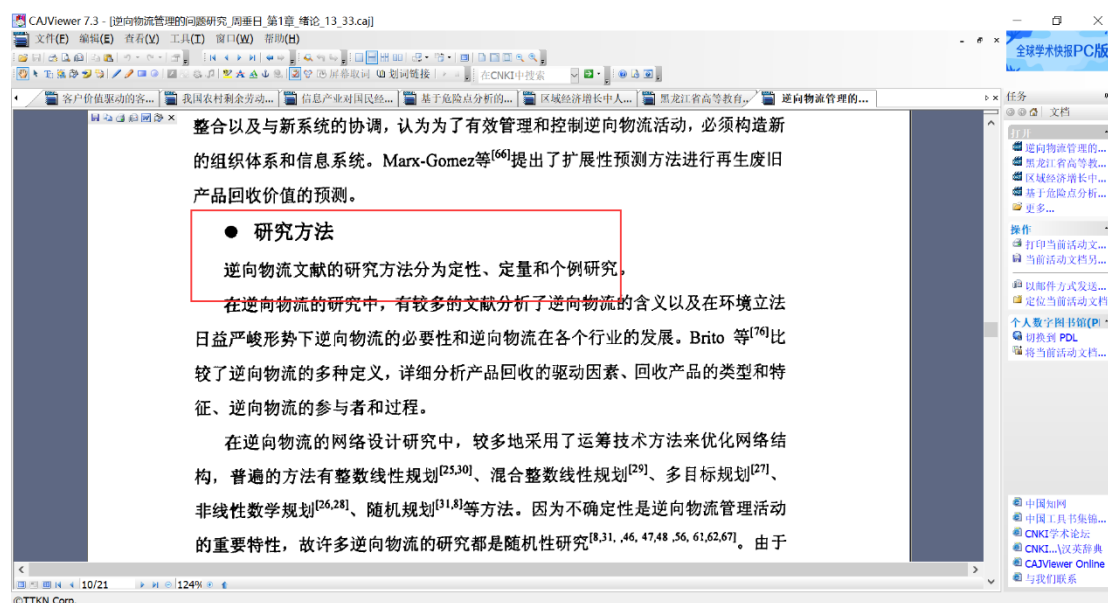 CAJViewer 7.3 - [逆向物流管理的问题研究_周垂日_第1章_绪论_13_33.caj]
文件(F) 编辑(E) 查看(V) 工具(T) 窗口(W) 帮助(H)
全球学术快报PC版
屏幕取词 划词链接 在CNKI中搜索
客户价值驱动的客... 我国农村剩余劳动... 信息产业对国民经... 基于危险点分析的... 区域经济增长中人... 黑龙江省高等教育.. 逆向物流管理的...
整合以及与新系统的协调，认为为了有效管理和控制逆向物流活动，必须构造新
的组织体系和信息系统。Marx-Gomez等[66]提出了扩展性预测方法进行再生废旧
产品回收价值的预测。
● 研究方法
逆向物流文献的研究方法分为定性、定量和个例研究。
在逆向物流的研究中，有较多的文献分析了逆向物流的含义以及在环境立法
日益严峻形势下逆向物流的必要性和逆向物流在各个行业的发展。Brito 等[76]比
较了逆向物流的多种定义，详细分析产品回收的驱动因素、回收产品的类型和特
征、逆向物流的参与者和过程。
在逆向物流的网络设计研究中，较多地采用了运筹技术方法来优化网络结
构，普遍的方法有整数线性规划[25,30]、混合整数线性规划[29]、多目标规划[27]、
非线性数学规划[26,28]、随机规划[31,8]等方法。因为不确定性是逆向物流管理活动
的重要特性，故许多逆向物流的研究都是随机性研究[8,31, ,46, 47,48 ,56, 61,62,67]。由于
任务
文档
打开
逆向物流管理的...
黑龙江省高等教...
区域经济增长中...
基于危险点分析...
更多...
操作
打印当前活动文...
当前活动文档另...
以邮件方式发送...
定位当前活动文档
个人数字图书馆(P
切换到 PDL
将当前活动文档...
中国知网
中国工具书集锦...
CNKI学术论坛
CNKI...\汉英辞典
CAJViewer Online
与我们联系
10/21 124%
©TTKN Corp.